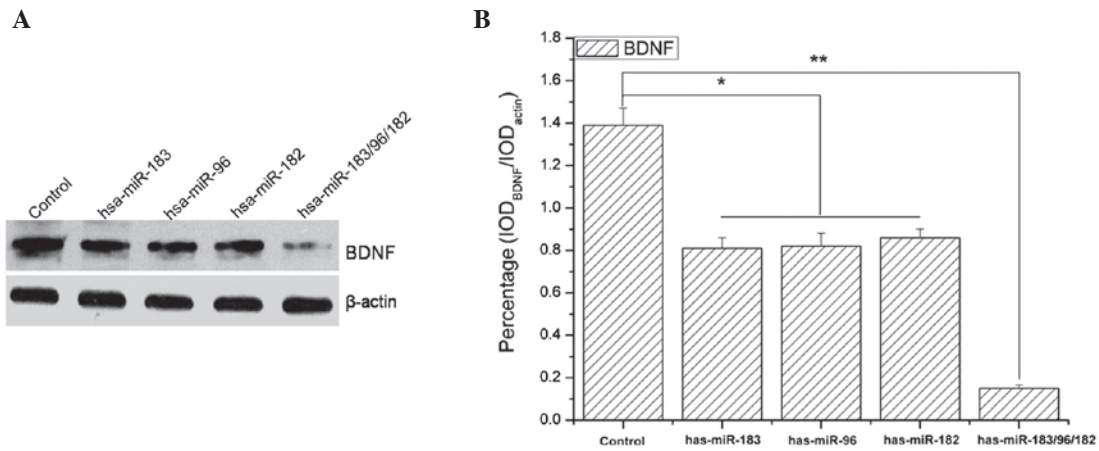 A
Control
hsa-miR-183
hsa-miR-96
hsa-miR-182
hsa-miR-183/96/182
BDNF
β-actin
B
BDNF
**
*
Percentage (IOD_BDNF/IOD_actin)
1.8
1.6
1.4
1.2
1.0
0.8
0.6
0.4
0.2
0.0
Control
has-miR-183
has-miR-96
has-miR-182
has-miR-183/96/182